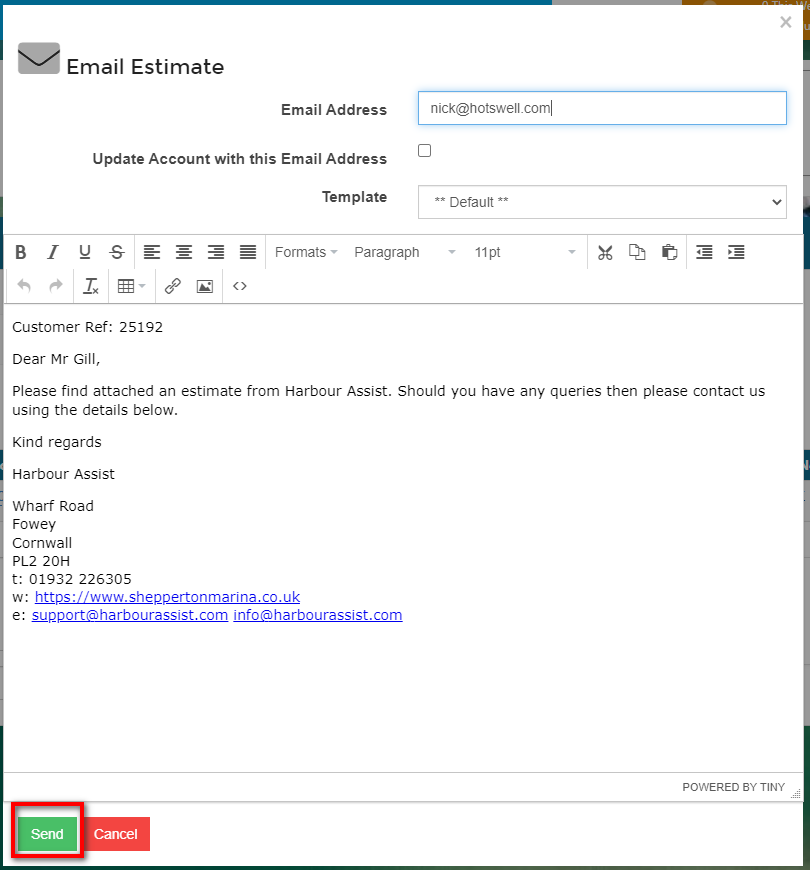 Email Estimate
Email Address
nick@hotswell.com
Update Account with this Email Address
Template
** Default **
B I U S Formats Paragraph 11pt
Customer Ref: 25192
Dear Mr Gill,
Please find attached an estimate from Harbour Assist. Should you have any queries then please contact us
using the details below.
Kind regards
Harbour Assist
Wharf Road
Fowey
Cornwall
PL2 20H
t: 01932 226305
w: https://www.sheppertonmarina.co.uk
e: support@harbourassist.com info@harbourassist.com
POWERED BY TINY
Send Cancel